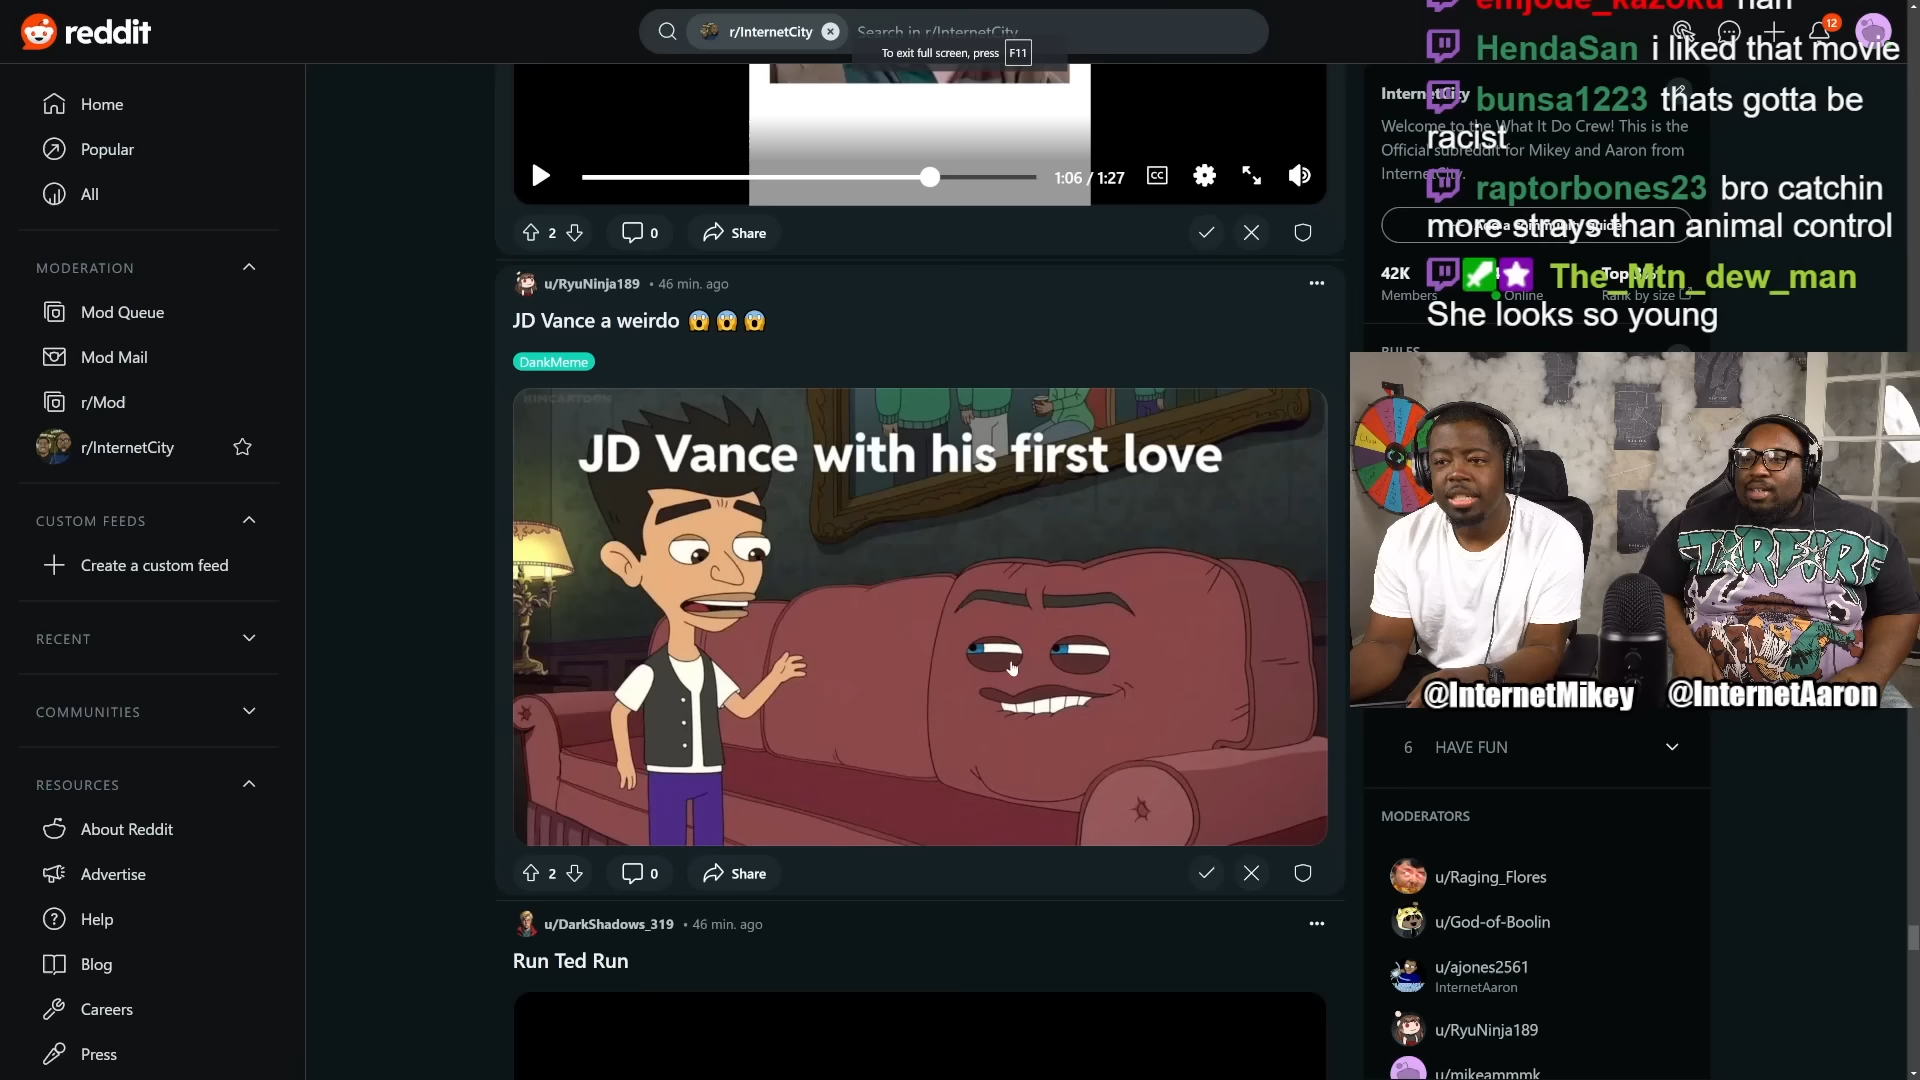 reddit
r/InternetCity
Search in r/InternetCity
12
To exit full screen, press F11
Home
Popular
All
MODERATION
Mod Queue
Mod Mail
r/Mod
r/InternetCity
CUSTOM FEEDS
Create a custom feed
RECENT
COMMUNITIES
RESOURCES
About Reddit
Advertise
Help
Blog
Careers
Press
1:06 / 1:27
CC
2
0
Share
u/RyuNinja189 • 46 min. ago
JD Vance a weirdo
DankMeme
JD Vance with his first love
2
0
Share
u/DarkShadows_319 • 46 min. ago
Run Ted Run
emjode_kazoku nah
HendaSan i liked that movie
bunsa1223 thats gotta be
racist
raptorbones23 bro catchin
more strays than animal control
The_Mtn_dew_man
She looks so young
InternetCity
Welcome to the What It Do Crew! This is the
Official subreddit for Mikey and Aaron from
InternetCity.
42K
Members
Online
Rank by size
RULES
@InternetMikey
@InternetAaron
6 HAVE FUN
MODERATORS
u/Raging_Flores
u/God-of-Boolin
u/ajones2561
InternetAaron
u/RyuNinja189
u/mikeammmk